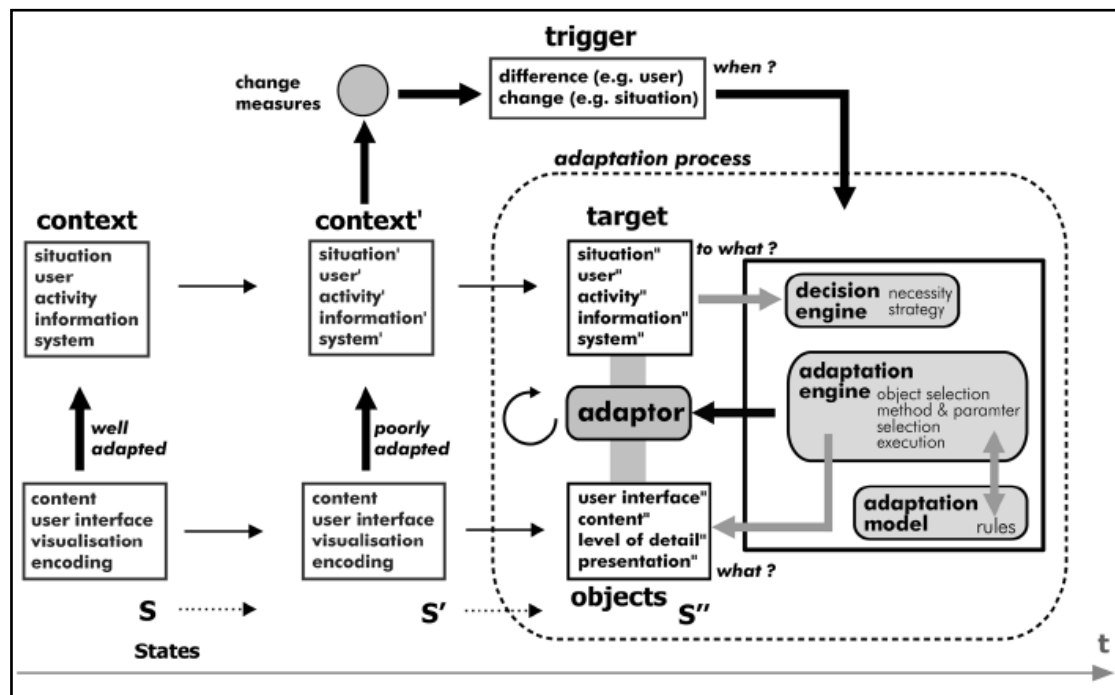 trigger
change
measures
difference (e.g. user)
change (e.g. situation)
when ?
adaptation process
context
situation
user
activity
information
system
context'
situation'
user'
activity'
information'
system'
target
situation"
user"
activity"
information"
system"
to what ?
decision
engine
necessity
strategy
adaptation
engine
object selection
method & paramter
selection
execution
adaptor
well
adapted
poorly
adapted
content
user interface
visualisation
encoding
content
user interface
visualisation
encoding
user interface"
content"
level of detail"
presentation"
what ?
adaptation
model
rules
objects
S
S'
S"
States
t